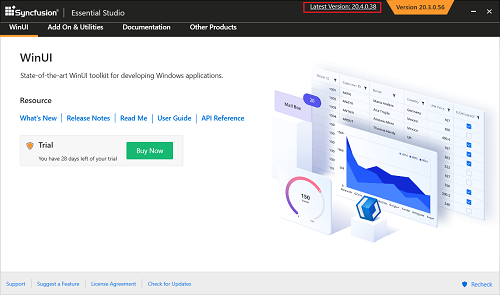 Syncfusion® Essential Studio
Latest Version: 20.4.0.38
Version 20.3.0.56
WinUI Add On & Utilities Documentation Other Products
WinUI
State-of-the-art WinUI toolkit for developing Windows applications.
Resource
What's New Release Notes Read Me User Guide API Reference
Trial
You have 28 days left of your trial
Buy Now
Mail Box
20
150
Support Suggest a Feature License Agreement Check for Updates
Recheck